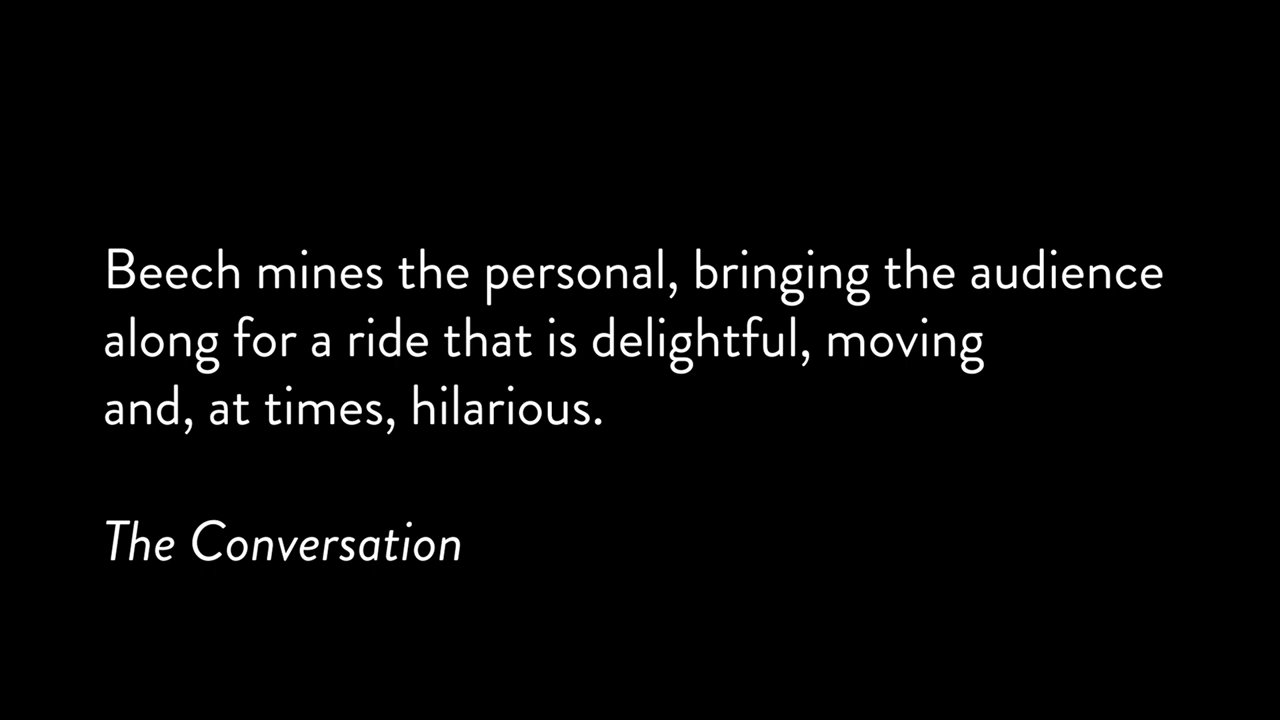 Beech mines the personal, bringing the audience
along for a ride that is delightful, moving
and, at times, hilarious.
The Conversation